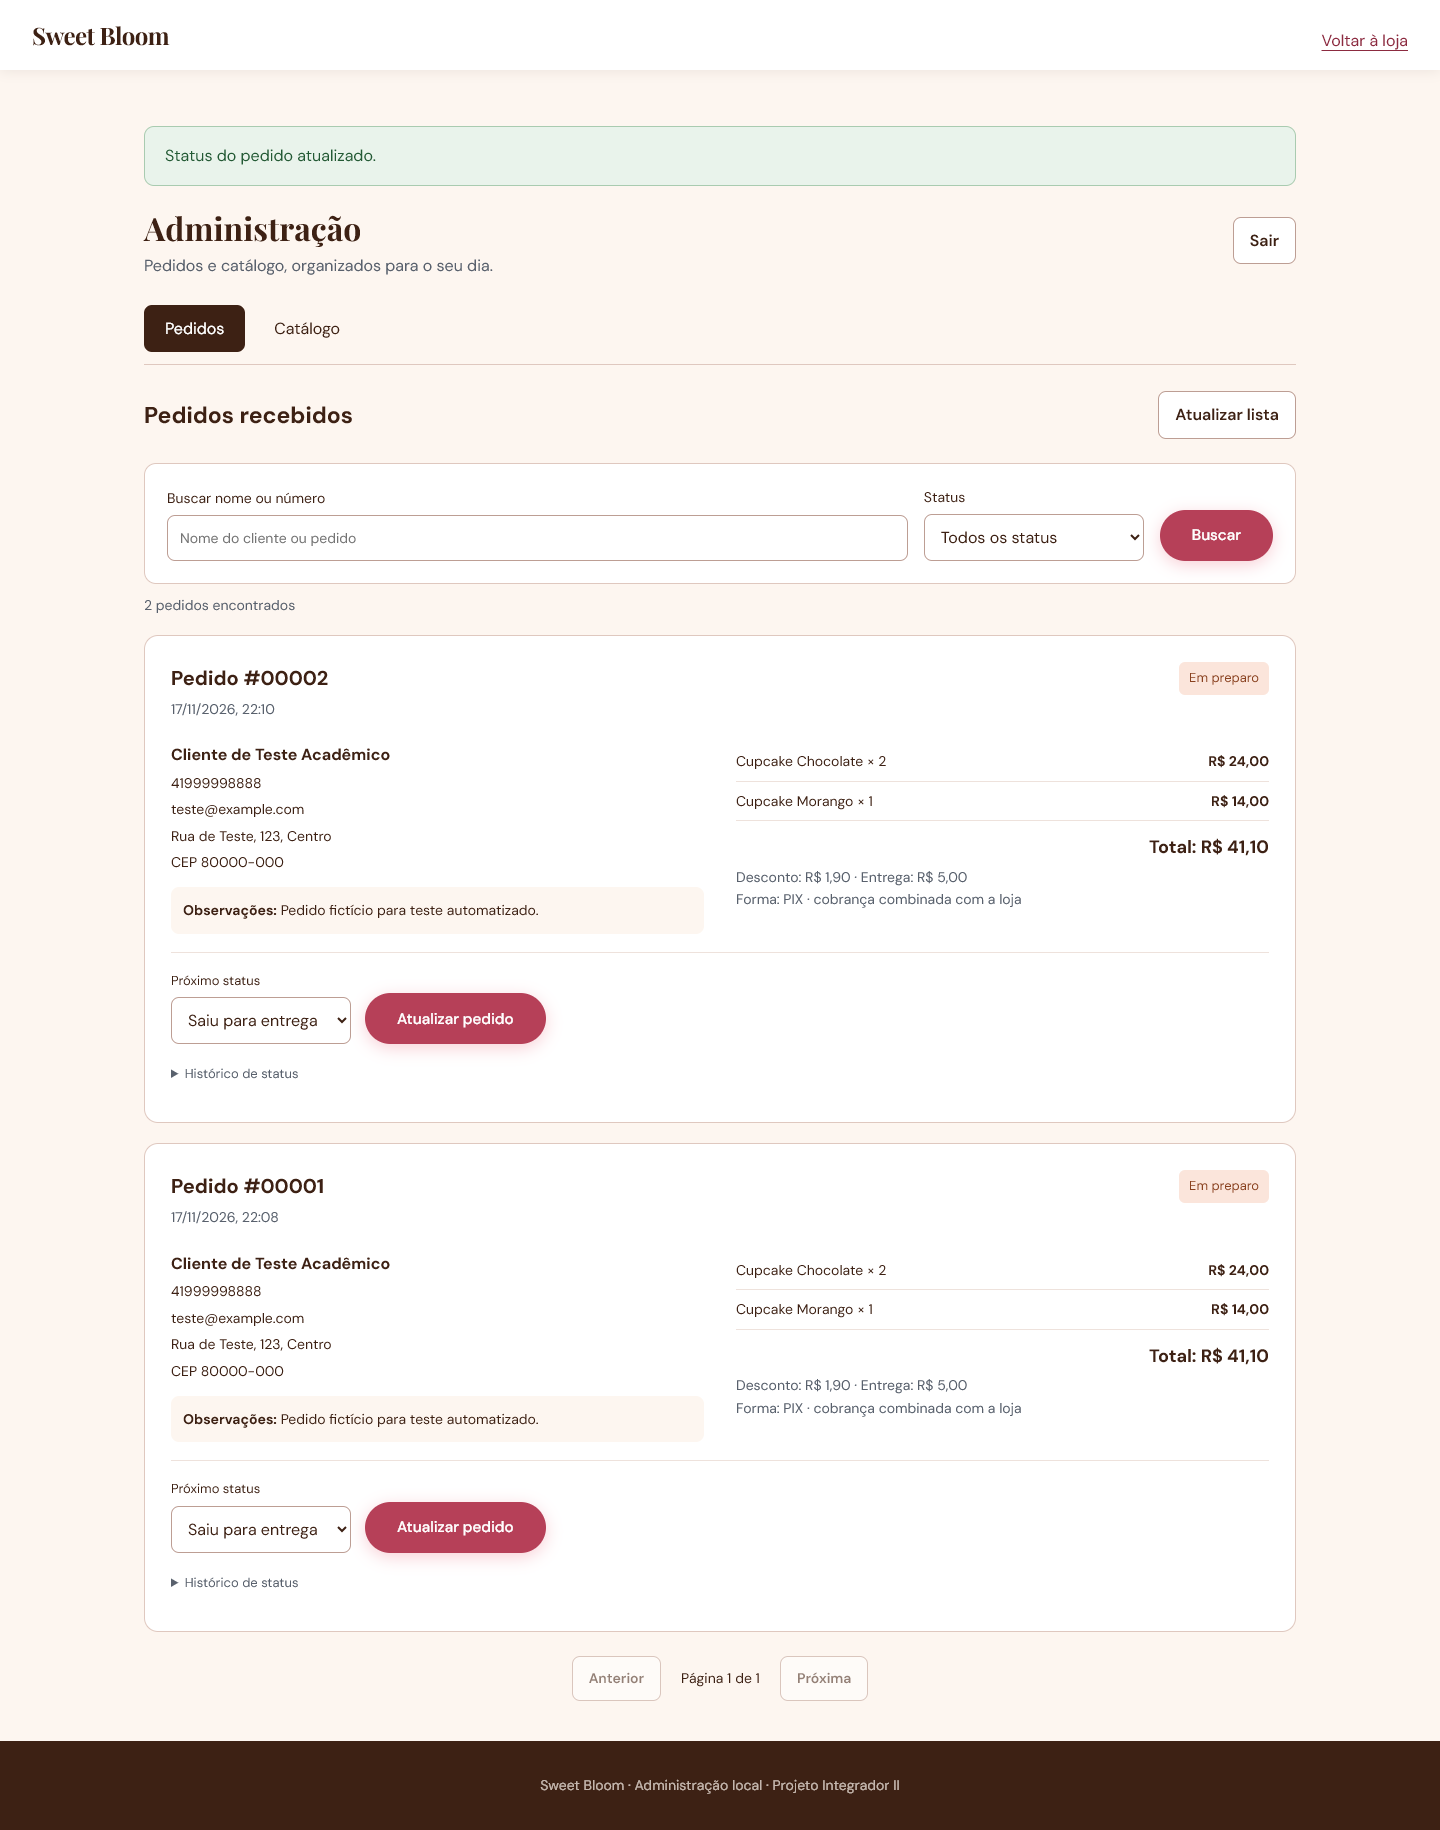 Sweet Bloom
Voltar à loja
Status do pedido atualizado.
Administração
Pedidos e catálogo, organizados para o seu dia.
Sair
Pedidos
Catálogo
Pedidos recebidos
Atualizar lista
Buscar nome ou número
Nome do cliente ou pedido
Status
Todos os status
Buscar
2 pedidos encontrados
Pedido #00002
Em preparo
17/11/2026, 22:10
Cliente de Teste Acadêmico
41999998888
teste@example.com
Rua de Teste, 123, Centro
CEP 80000-000
Observações: Pedido fictício para teste automatizado.
Cupcake Chocolate × 2 R$ 24,00
Cupcake Morango × 1 R$ 14,00
Total: R$ 41,10
Desconto: R$ 1,90 · Entrega: R$ 5,00
Forma: PIX · cobrança combinada com a loja
Próximo status
Saiu para entrega
Atualizar pedido
Histórico de status
Pedido #00001
Em preparo
17/11/2026, 22:08
Cliente de Teste Acadêmico
41999998888
teste@example.com
Rua de Teste, 123, Centro
CEP 80000-000
Observações: Pedido fictício para teste automatizado.
Cupcake Chocolate × 2 R$ 24,00
Cupcake Morango × 1 R$ 14,00
Total: R$ 41,10
Desconto: R$ 1,90 · Entrega: R$ 5,00
Forma: PIX · cobrança combinada com a loja
Próximo status
Saiu para entrega
Atualizar pedido
Histórico de status
Anterior
Página 1 de 1
Próxima
Sweet Bloom · Administração local · Projeto Integrador II